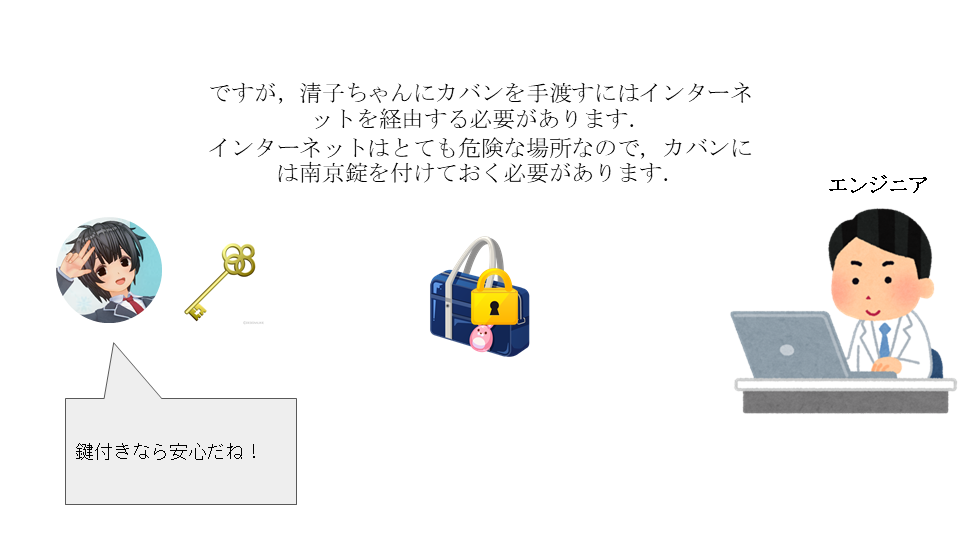 ですが，清子ちゃんにカバンを手渡すにはインターネ
ットを経由する必要があります．
インターネットはとても危険な場所なので，カバンに
は南京錠を付けておく必要があります．
エンジニア
鍵付きなら安心だね！